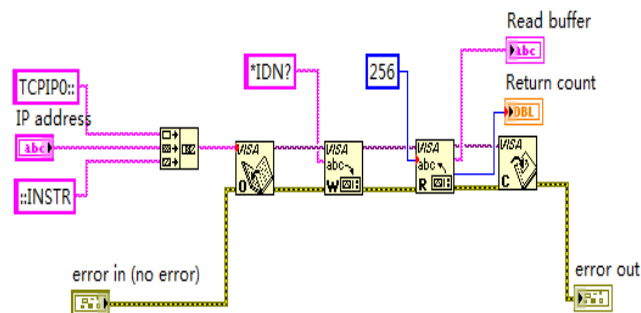 Read buffer
abc
TCPIP0::
*IDN?
256
Return count
DBL
IP address
abc
VISA
O
VISA
abc
W
VISA
abc
R
VISA
C
::INSTR
error in (no error)
error out